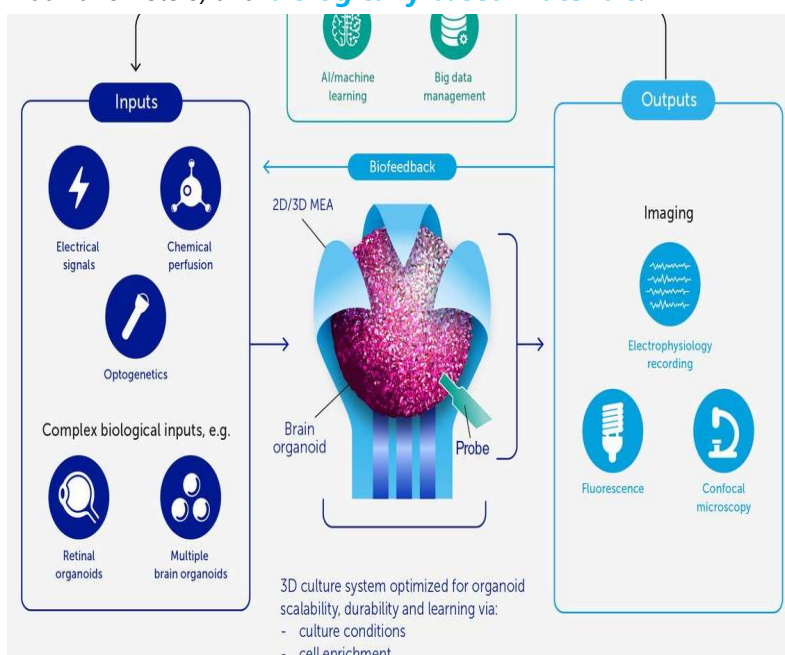 AI/machine
learning
Big data
management
Inputs
Outputs
Biofeedback
Electrical
signals
Chemical
perfusion
Optogenetics
Complex biological inputs, e.g.
Retinal
organoids
Multiple
brain organoids
2D/3D MEA
Brain
organoid
Probe
Imaging
Electrophysiology
recording
Fluorescence
Confocal
microscopy
3D culture system optimized for organoid
scalability, durability and learning via:
- culture conditions
- cell enrichment